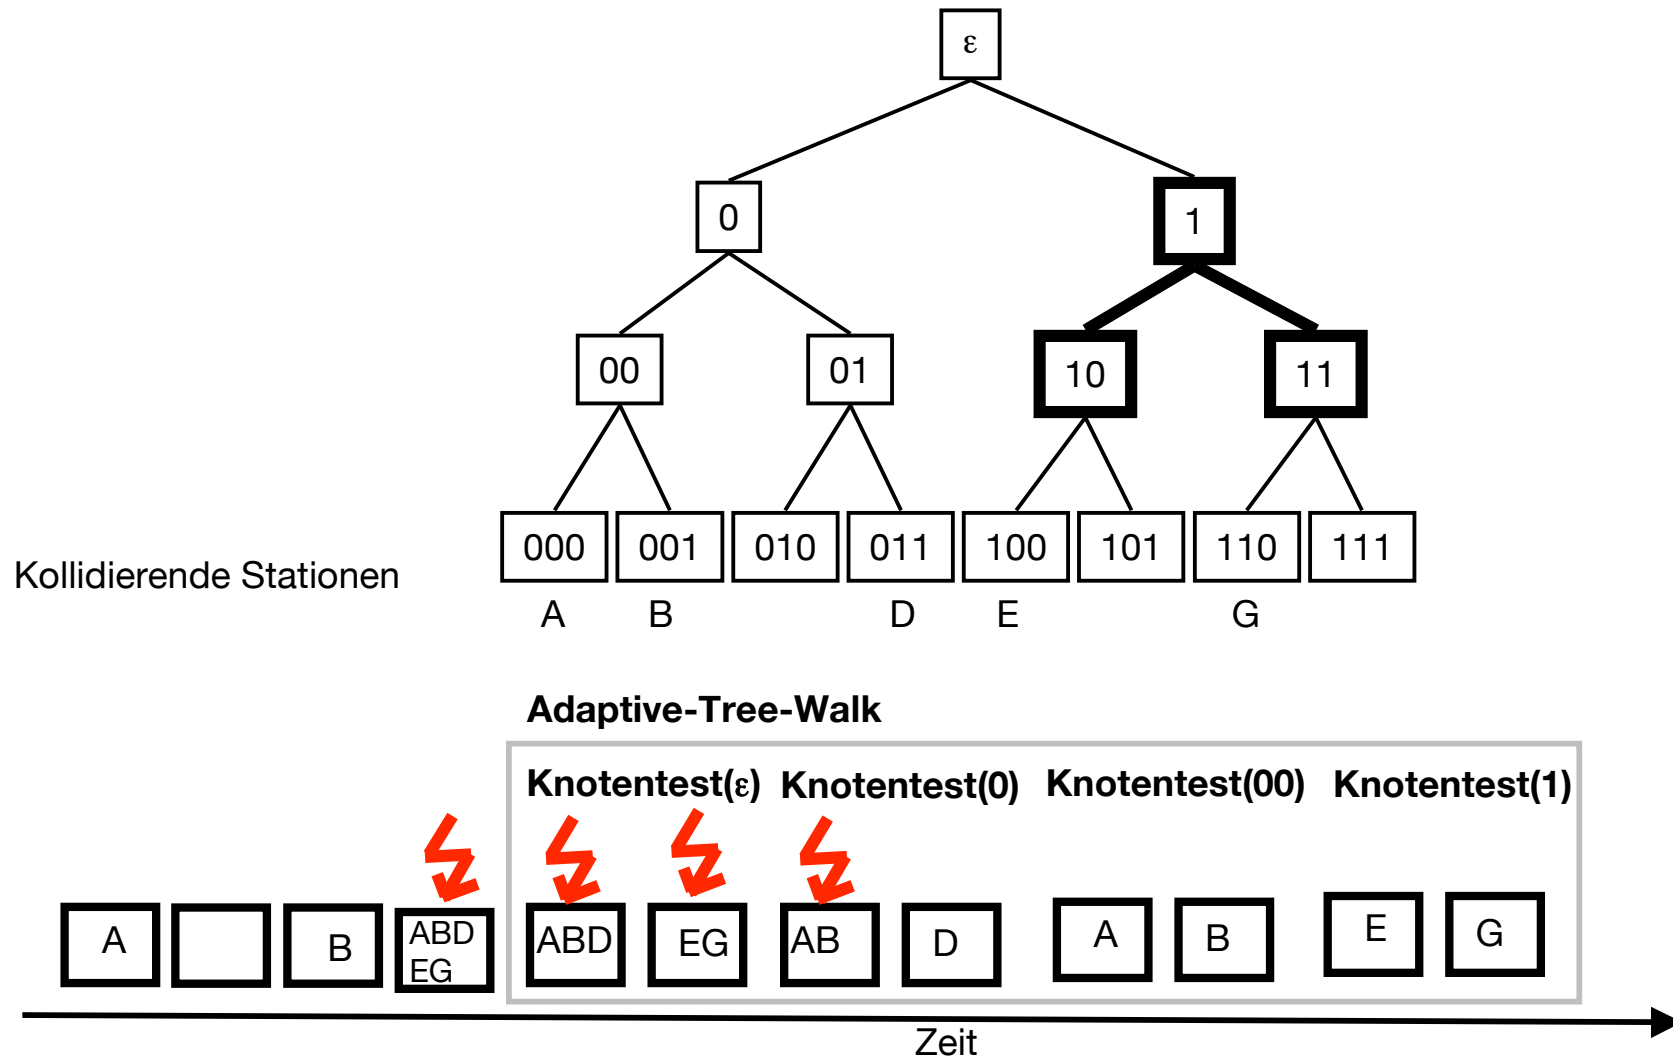 ε
0 1
00 01 10 11
000 001 010 011 100 101 110 111
Kollidierende Stationen
A B D E G
Adaptive-Tree-Walk
Knotentest(ε) Knotentest(0) Knotentest(00) Knotentest(1)
A B ABD
EG
ABD EG AB D A B E G
Zeit